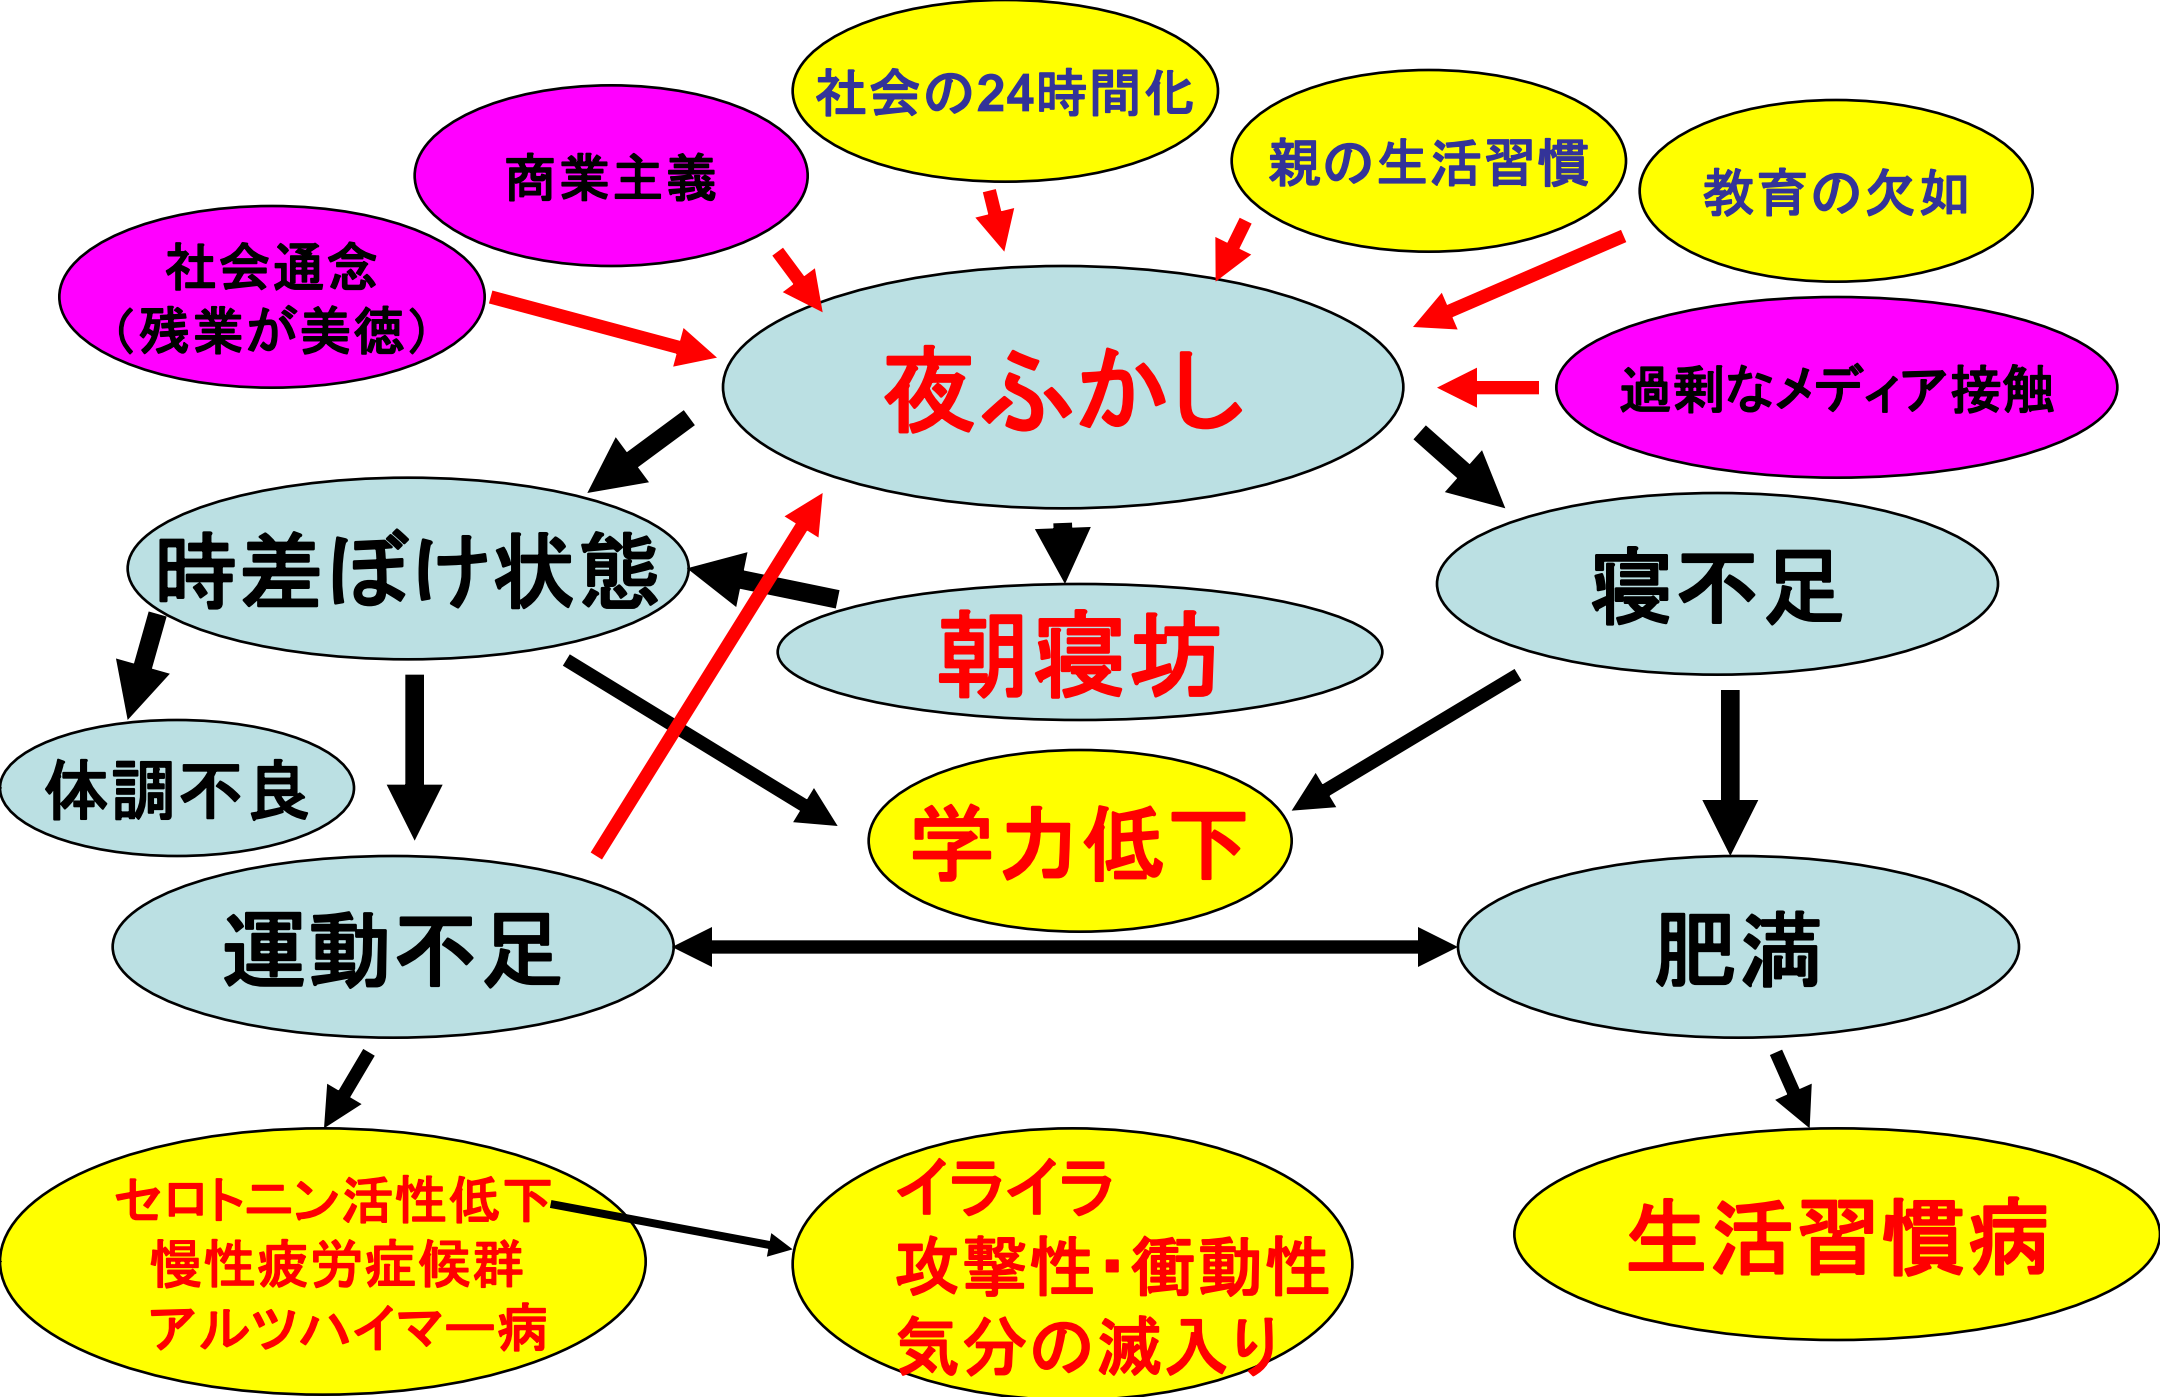 社会の24時間化
商業主義
親の生活習慣
教育の欠如
社会通念
（残業が美徳）
夜ふかし
過剰なメディア接触
時差ぼけ状態
寝不足
朝寝坊
体調不良
学力低下
運動不足
肥満
セロトニン活性低下
慢性疲労症候群
アルツハイマー病
イライラ
攻撃性・衝動性
気分の滅入り
生活習慣病